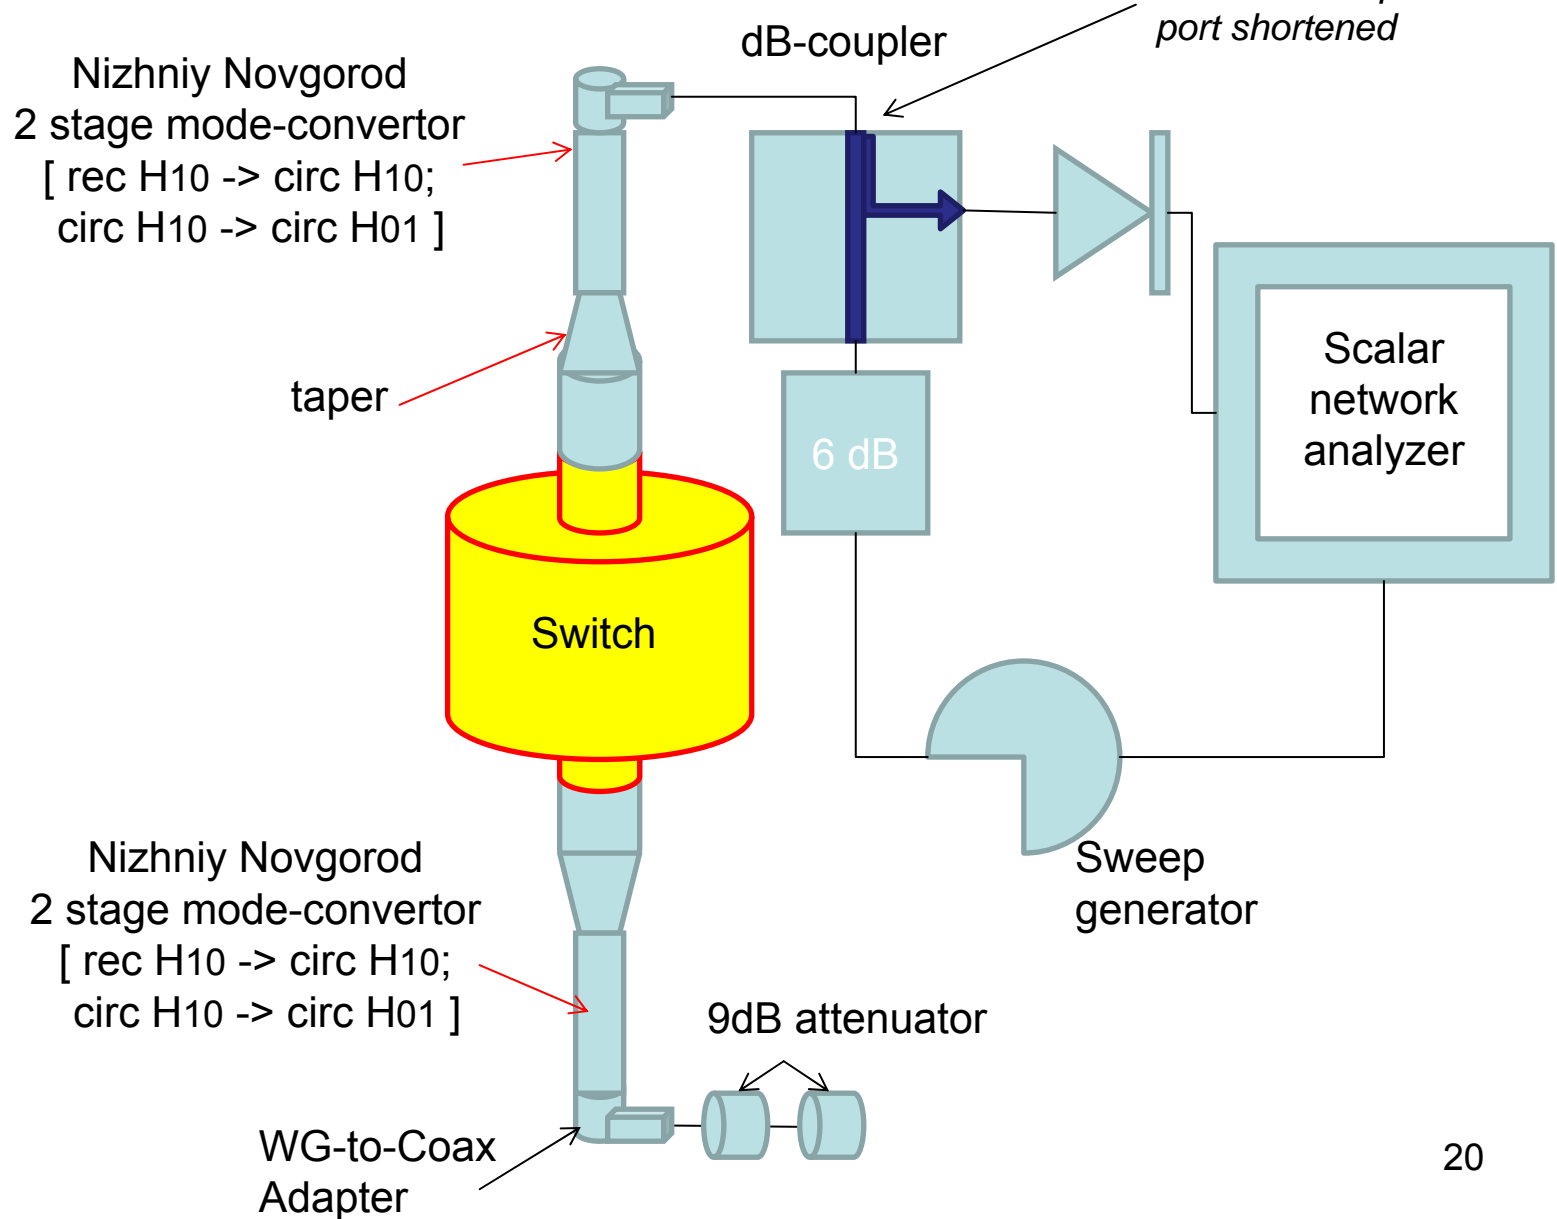 port shortened
dB-coupler
Nizhniy Novgorod
2 stage mode-convertor
[ rec H10 -> circ H10;
circ H10 -> circ H01 ]
taper
Scalar
network
analyzer
6 dB
Switch
Nizhniy Novgorod
2 stage mode-convertor
[ rec H10 -> circ H10;
circ H10 -> circ H01 ]
Sweep
generator
9dB attenuator
WG-to-Coax
Adapter
20